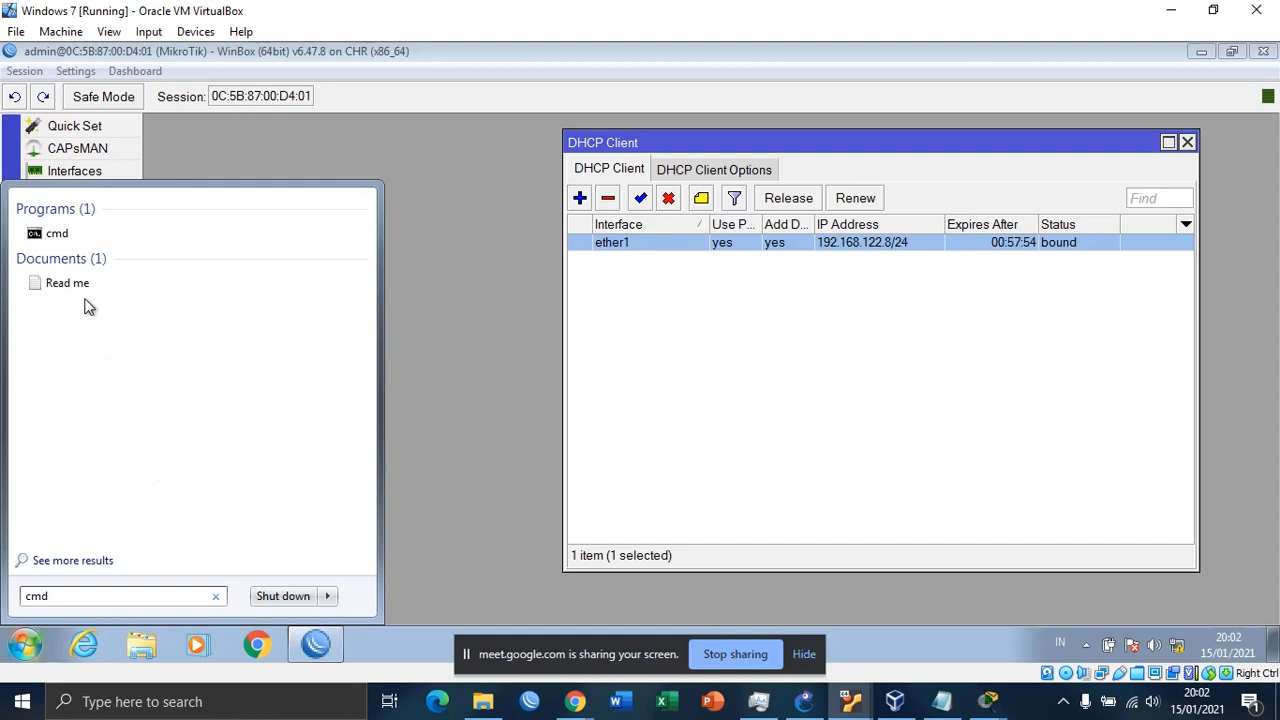 Windows 7 [Running] - Oracle VM VirtualBox
File Machine View Input Devices Help
admin@0C:5B:87:00:D4:01 (MikroTik) - WinBox (64bit) v6.47.8 on CHR (x86_64)
Session Settings Dashboard
Safe Mode Session: 0C:5B:87:00:D4:01
Quick Set
CAPsMAN
Interfaces
Programs (1)
cmd
Documents (1)
Read me
See more results
cmd
Shut down
DHCP Client
DHCP Client DHCP Client Options
Release Renew Find
Interface Use P... Add D... IP Address Expires After Status
ether1 yes yes 192.168.122.8/24 00:57:54 bound
1 item (1 selected)
meet.google.com is sharing your screen. Stop sharing Hide
IN 20:02
15/01/2021
Right Ctrl
Type here to search
20:02
15/01/2021
1